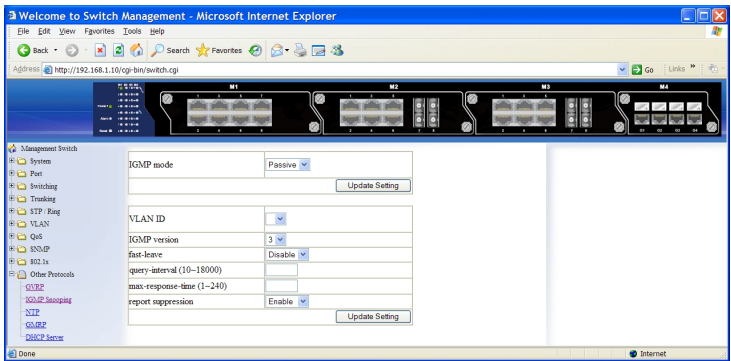 Welcome to Switch Management - Microsoft Internet Explorer
File Edit View Favorites Tools Help
Back Search Favorites
Address http://192.168.1.10/cgi-bin/switch.cgi Go Links »
M1 M2 M3 M4
Management Switch
System
Port
Switching
Trunking
STP / Ring
VLAN
QoS
SNMP
802.1x
Other Protocols
GVRP
IGMP Snooping
NTP
GMRP
DHCP Server
IGMP mode Passive
Update Setting
VLAN ID
IGMP version 3
fast-leave Disable
query-interval (10~18000)
max-response-time (1~240)
report suppression Enable
Update Setting
Done Internet